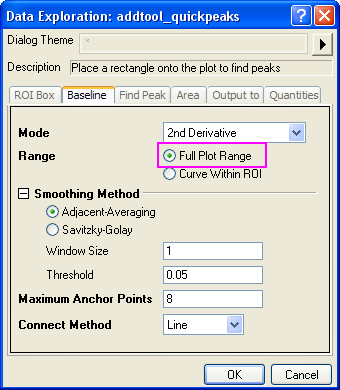 Data Exploration: addtool_quickpeaks
Dialog Theme *
Description Place a rectangle onto the plot to find peaks
ROI Box Baseline Find Peak Area Output to Quantities
Mode 2nd Derivative
Range Full Plot Range
Curve Within ROI
Smoothing Method
Adjacent-Averaging
Savitzky-Golay
Window Size 1
Threshold 0.05
Maximum Anchor Points 8
Connect Method Line
OK Cancel